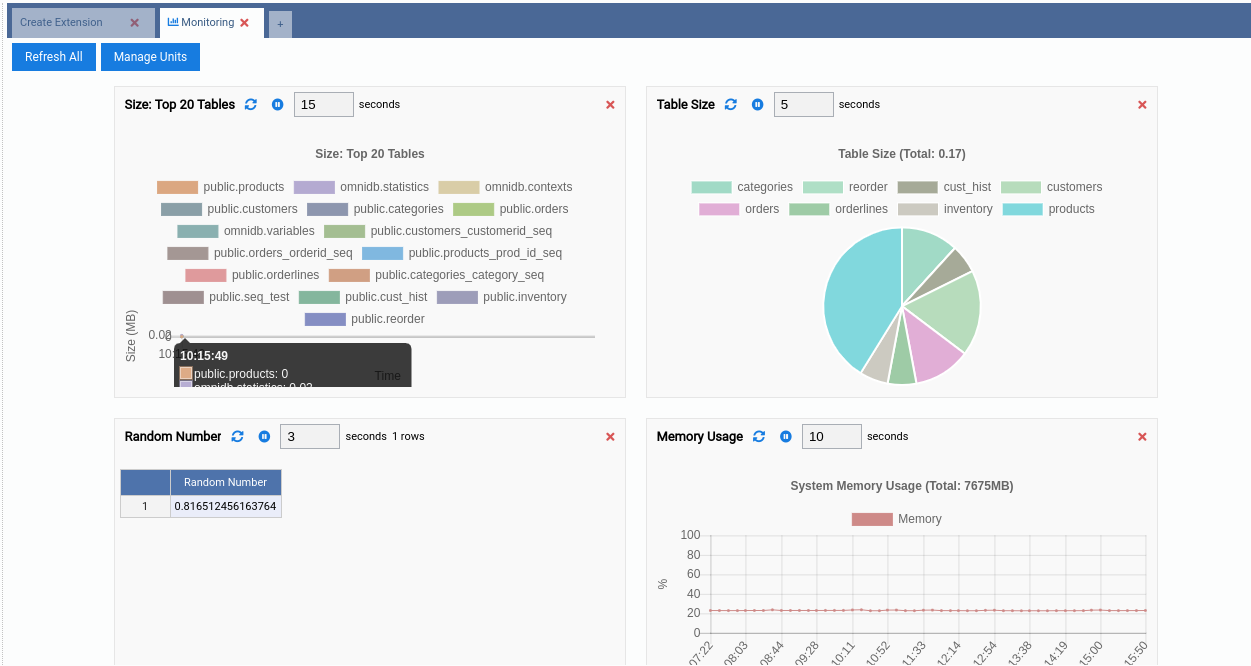 Create Extension
Monitoring
+
Refresh All
Manage Units
Size: Top 20 Tables
15
seconds
Size: Top 20 Tables
public.products omnidb.statistics omnidb.contexts
public.customers public.categories public.orders
omnidb.variables public.customers_customerid_seq
public.orders_orderid_seq public.products_prod_id_seq
public.orderlines public.categories_category_seq
public.seq_test public.cust_hist public.inventory
public.reorder
Size (MB)
10:15:49
public.products: 0
omnidb.statistics: 0.02
Time
Table Size
5
seconds
Table Size (Total: 0.17)
categories reorder cust_hist customers
orders orderlines inventory products
Random Number
3
seconds 1 rows
Random Number
1 0.816512456163764
Memory Usage
10
seconds
System Memory Usage (Total: 7675MB)
Memory
%
100
80
60
40
20
0
07:22 08:03 08:44 09:28 10:11 10:52 11:33 12:14 12:54 13:38 14:19 15:00 15:50